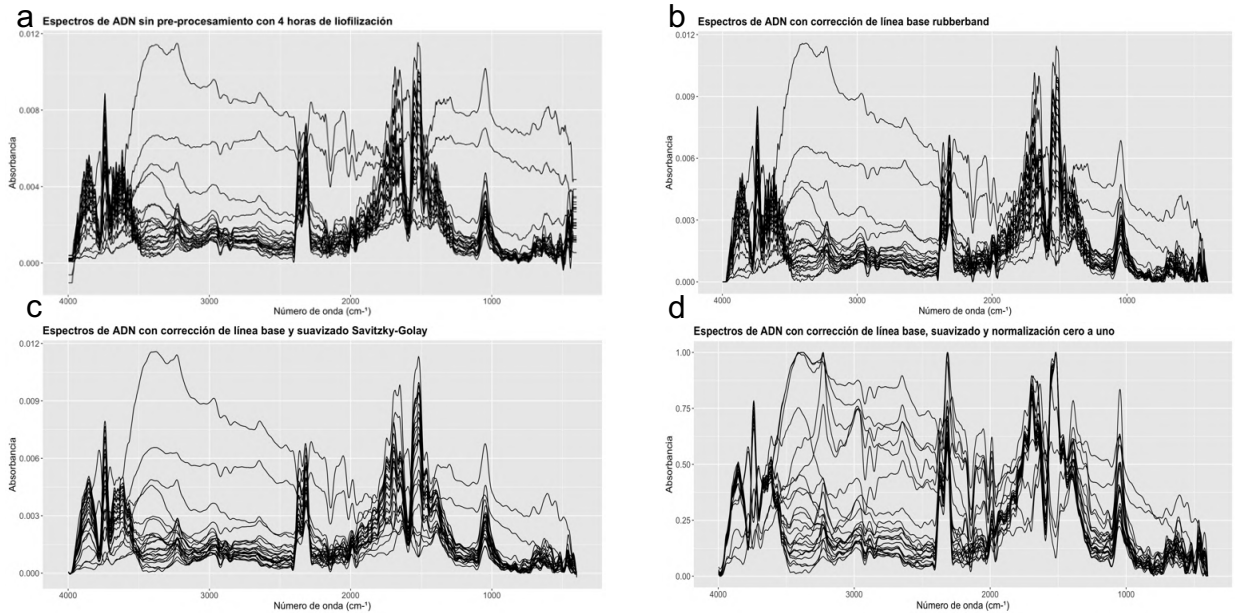 a
Espectros de ADN sin pre-procesamiento con 4 horas de liofilización
0.012
0.008
0.004
0.000
Absorbancia
4000 3000 2000 1000
Número de onda (cm-¹)
b
Espectros de ADN con corrección de línea base rubberband
0.012
0.009
0.006
0.003
0.000
Absorbancia
4000 3000 2000 1000
Número de onda (cm-¹)
c
Espectros de ADN con corrección de línea base y suavizado Savitzky-Golay
0.012
0.009
0.006
0.003
0.000
Absorbancia
4000 3000 2000 1000
Número de onda (cm-¹)
d
Espectros de ADN con corrección de línea base, suavizado y normalización cero a uno
1.00
0.75
0.50
0.25
0.00
Absorbancia
4000 3000 2000 1000
Número de onda (cm-¹)